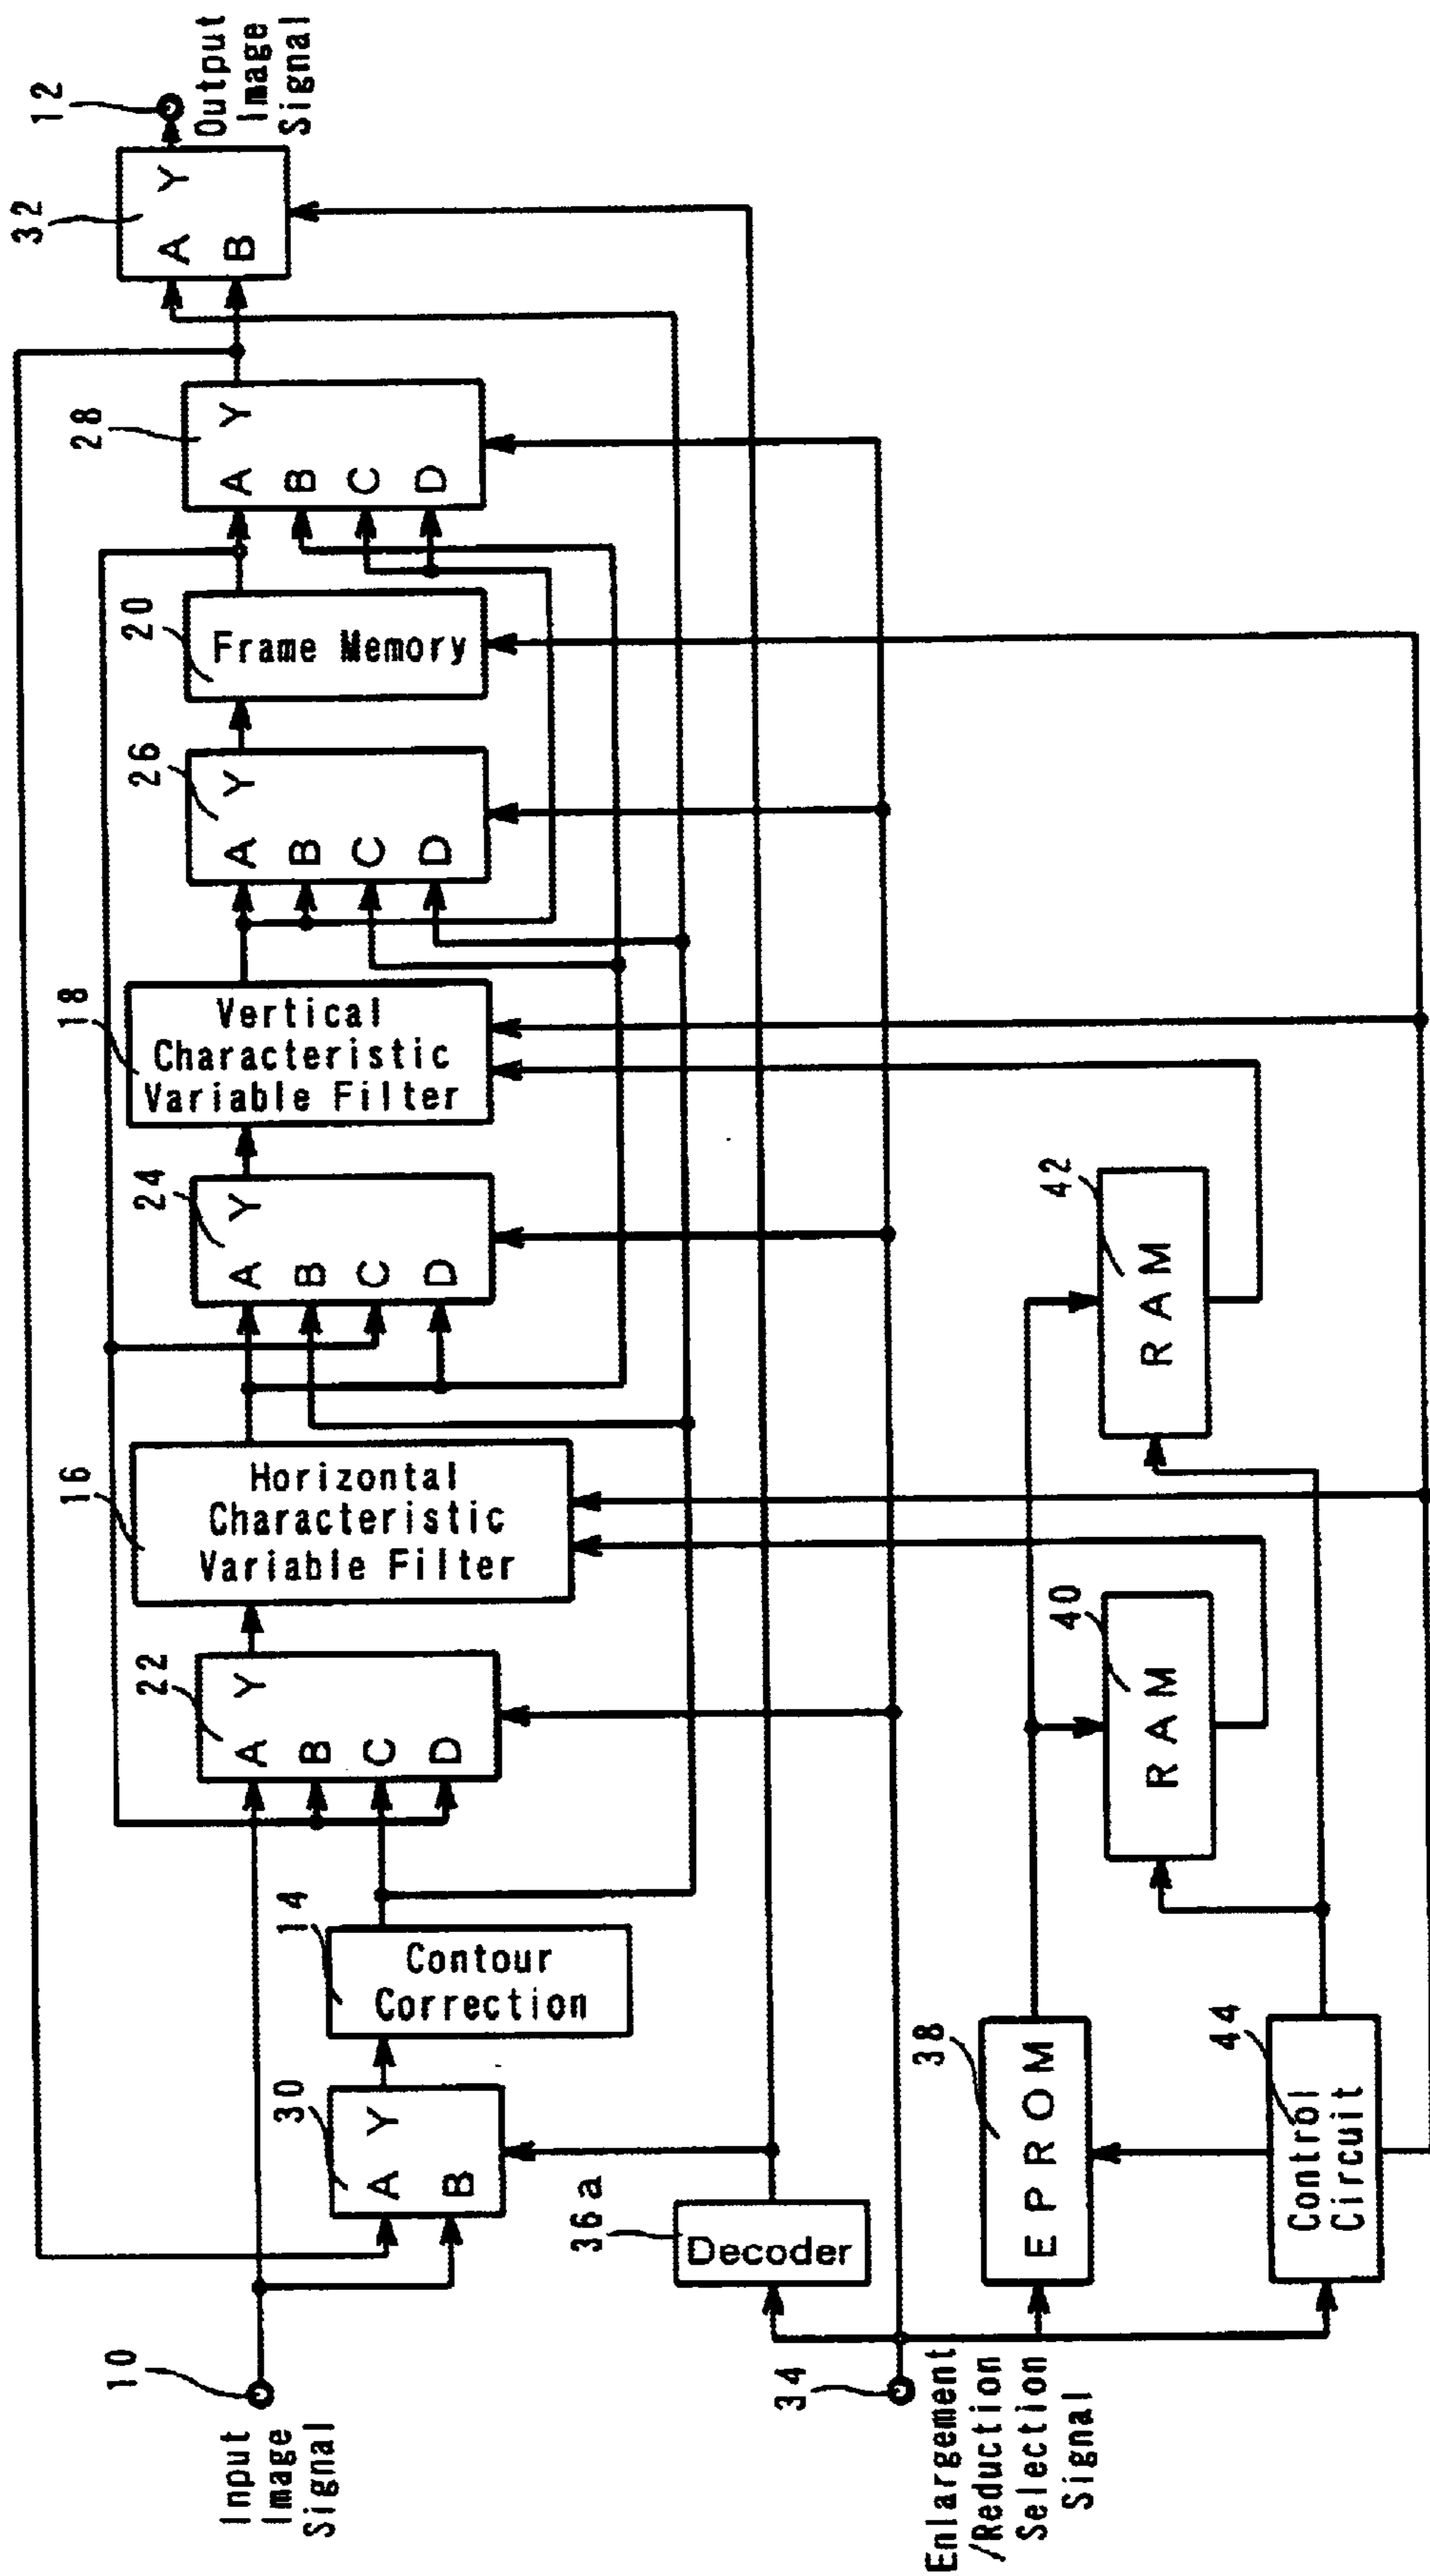 Input
Image
Signal
10
30
A Y
B
14
Contour
Correction
22
A Y
B
C
D
16
Horizontal
Characteristic
Variable Filter
24
A Y
B
C
D
18
Vertical
Characteristic
Variable Filter
26
A Y
B
C
D
20
Frame Memory
28
A Y
B
C
D
32
A Y
B
12
Output
Image
Signal
36a
Decoder
34
Enlargement
/Reduction
Selection
Signal
38
EPROM
44
Control
Circuit
40
RAM
42
RAM